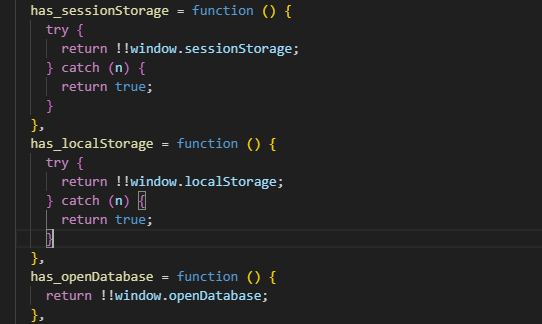 has_sessionStorage = function () {
try {
return !!window.sessionStorage;
} catch (n) {
return true;
}
},
has_localStorage = function () {
try {
return !!window.localStorage;
} catch (n) {
return true;
}
},
has_openDatabase = function () {
return !!window.openDatabase;
},